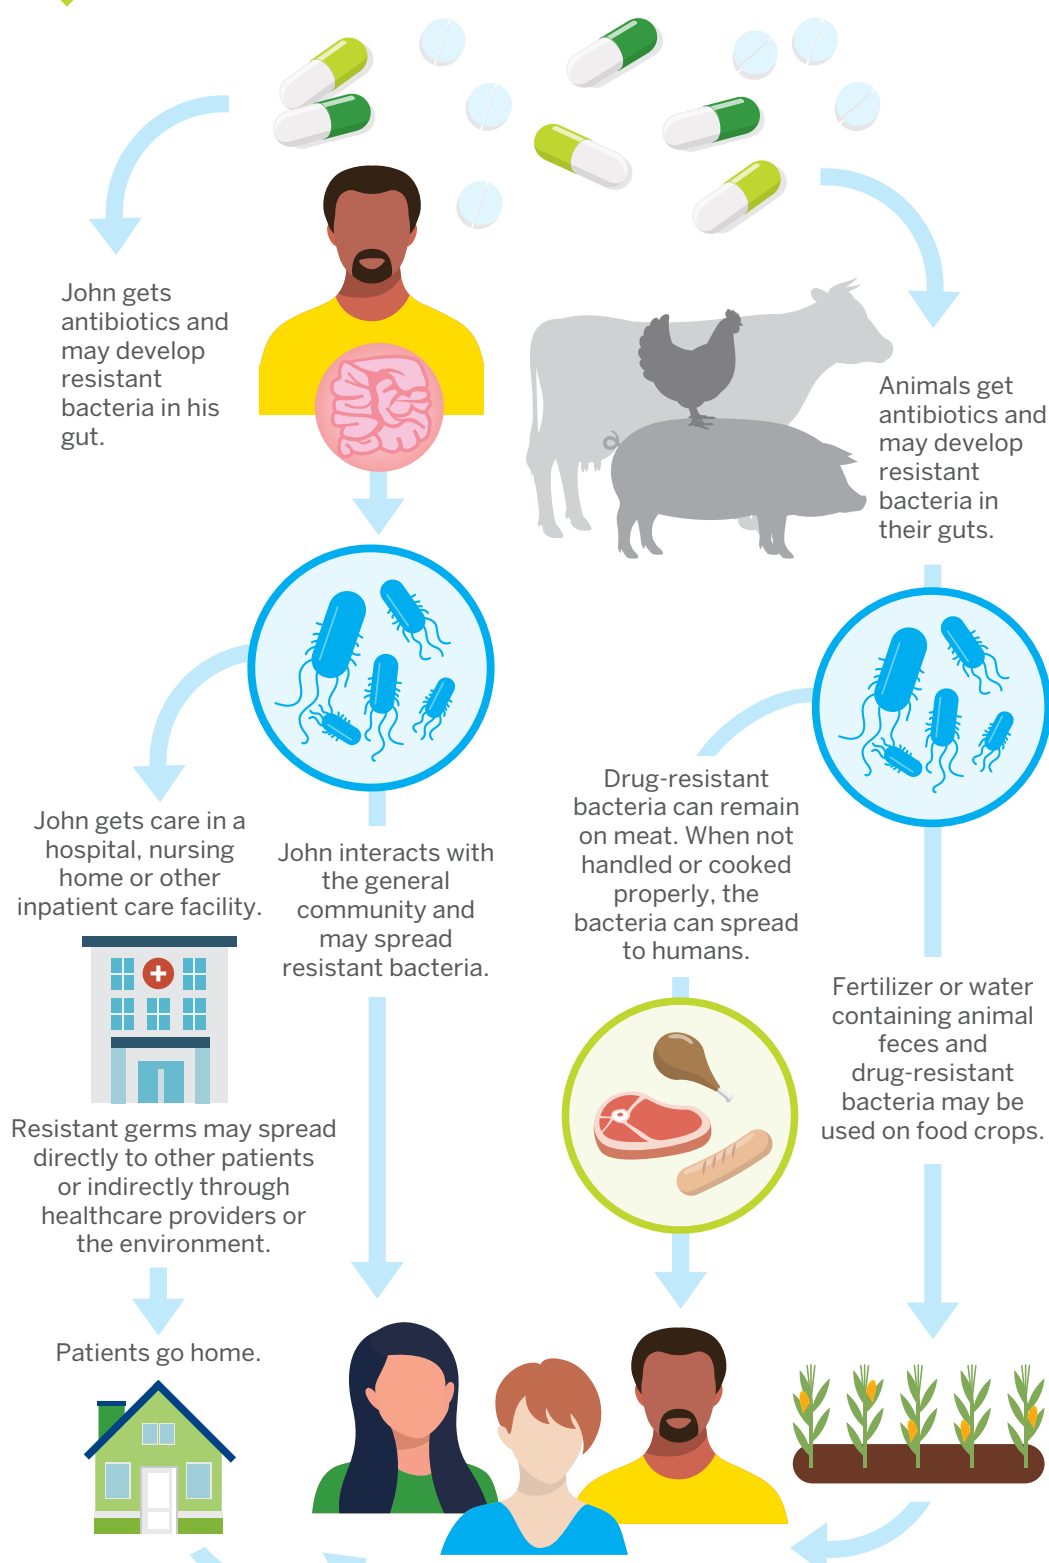 John gets
antibiotics and
may develop
resistant
bacteria in his
gut.
Animals get
antibiotics and
may develop
resistant
bacteria in
their guts.
John gets care in a
hospital, nursing
home or other
inpatient care facility.
John interacts with
the general
community and
may spread
resistant bacteria.
Drug-resistant
bacteria can remain
on meat. When not
handled or cooked
properly, the
bacteria can spread
to humans.
Fertilizer or water
containing animal
feces and
drug-resistant
bacteria may be
used on food crops.
Resistant germs may spread
directly to other patients
or indirectly through
healthcare providers or
the environment.
Patients go home.